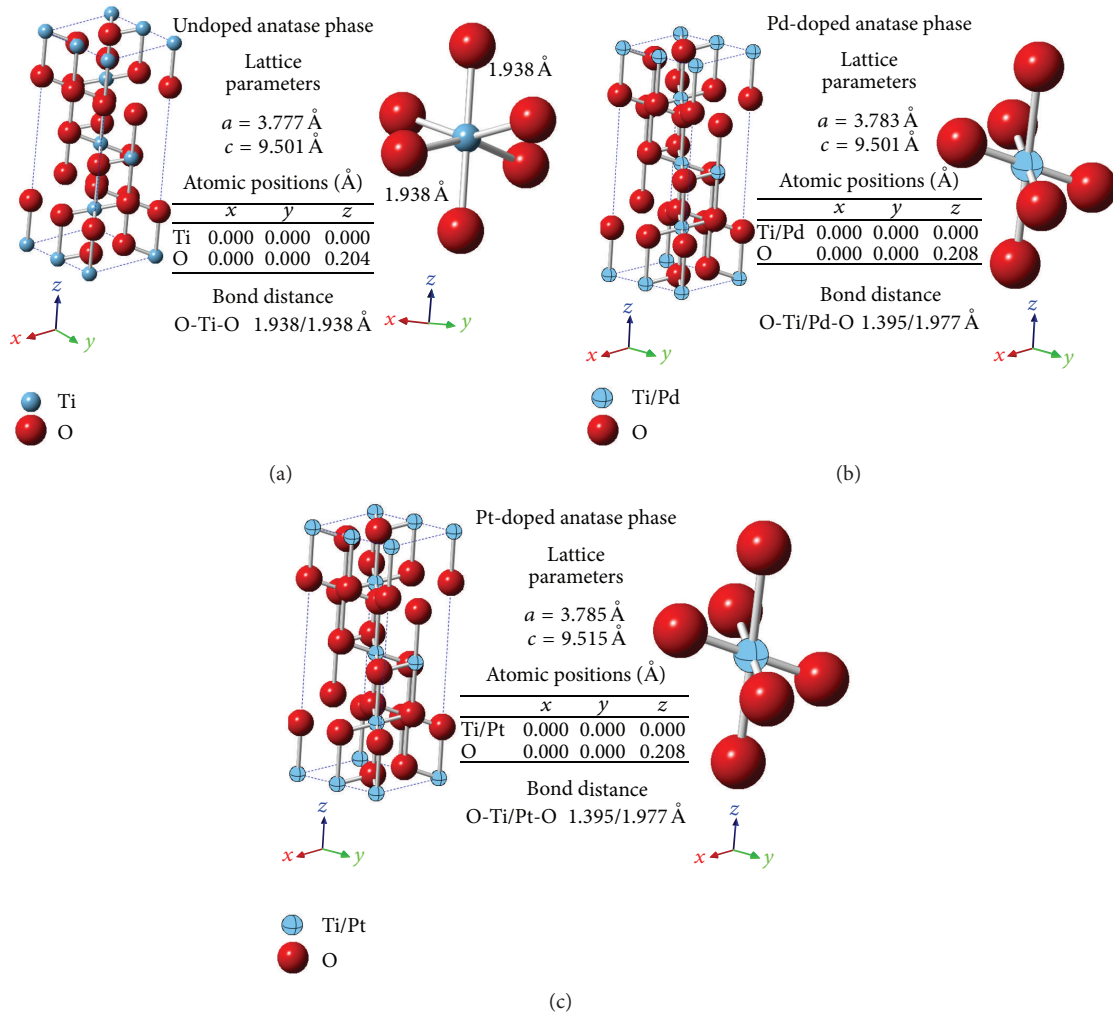 Undoped anatase phase
Lattice
parameters
a = 3.777 Å
c = 9.501 Å
Atomic positions (Å)
x y z
Ti 0.000 0.000 0.000
O 0.000 0.000 0.204
Bond distance
O-Ti-O 1.938/1.938 Å
1.938 Å
1.938 Å
z
x
y
z
x
y
Ti
O
(a)
Pd-doped anatase phase
Lattice
parameters
a = 3.783 Å
c = 9.501 Å
Atomic positions (Å)
x y z
Ti/Pd 0.000 0.000 0.000
O 0.000 0.000 0.208
Bond distance
O-Ti/Pd-O 1.395/1.977 Å
z
x
y
z
x
y
Ti/Pd
O
(b)
Pt-doped anatase phase
Lattice
parameters
a = 3.785 Å
c = 9.515 Å
Atomic positions (Å)
x y z
Ti/Pt 0.000 0.000 0.000
O 0.000 0.000 0.208
Bond distance
O-Ti/Pt-O 1.395/1.977 Å
z
x
y
z
x
y
Ti/Pt
O
(c)